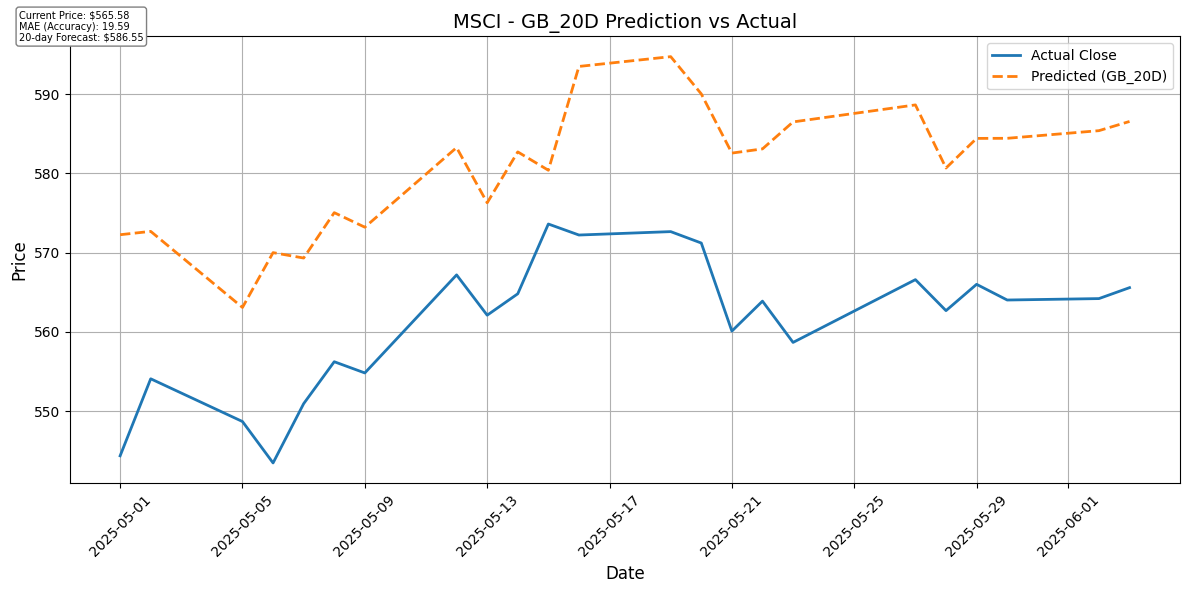 MSCI - GB_20D Prediction vs Actual
Current Price: $565.58
MAE (Accuracy): 19.59
20-day Forecast: $586.55
Actual Close
Predicted (GB_20D)
Price
590
580
570
560
550
2025-05-01
2025-05-05
2025-05-09
2025-05-13
2025-05-17
2025-05-21
2025-05-25
2025-05-29
2025-06-01
Date